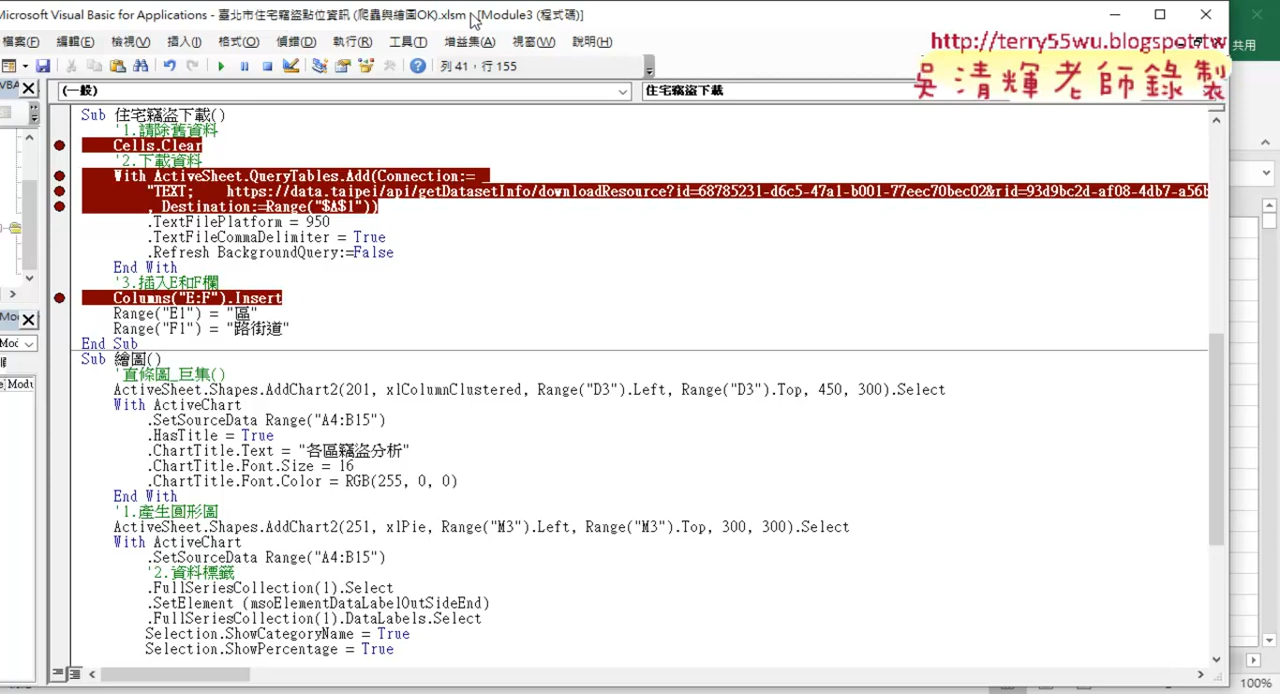 Microsoft Visual Basic for Applications - 臺北市住宅竊盜點位資訊 (爬蟲與繪圖OK).xlsm - [Module3 (程式碼)]
檔案(F) 編輯(E) 檢視(V) 插入(I) 格式(O) 偵錯(D) 執行(R) 工具(T) 增益集(A) 視窗(W) 說明(H)
http://terry55wu.blogspot.tw
共用
列 41，行 155
吳清輝老師錄製
(一般)
住宅竊盜下載
Sub 住宅竊盜下載()
'1.請除舊資料
Cells.Clear
'2.下載資料
With ActiveSheet.QueryTables.Add(Connection:= _
"TEXT;    https://data.taipei/api/getDatasetInfo/downloadResource?id=68785231-d6c5-47a1-b001-77eec70bec02&rid=93d9bc2d-af08-4db7-a56b
, Destination:=Range("$A$1"))
.TextFilePlatform = 950
.TextFileCommaDelimiter = True
.Refresh BackgroundQuery:=False
End With
'3.插入E和F欄
Columns("E:F").Insert
Range("E1") = "區"
Range("F1") = "路街道"
End Sub
Sub 繪圖()
'直條圖_巨集()
ActiveSheet.Shapes.AddChart2(201, xlColumnClustered, Range("D3").Left, Range("D3").Top, 450, 300).Select
With ActiveChart
.SetSourceData Range("A4:B15")
.HasTitle = True
.ChartTitle.Text = "各區竊盜分析"
.ChartTitle.Font.Size = 16
.ChartTitle.Font.Color = RGB(255, 0, 0)
End With
'1.產生圓形圖
ActiveSheet.Shapes.AddChart2(251, xlPie, Range("M3").Left, Range("M3").Top, 300, 300).Select
With ActiveChart
.SetSourceData Range("A4:B15")
'2.資料標籤
.FullSeriesCollection(1).Select
.SetElement (msoElementDataLabelOutSideEnd)
.FullSeriesCollection(1).DataLabels.Select
Selection.ShowCategoryName = True
Selection.ShowPercentage = True
100%